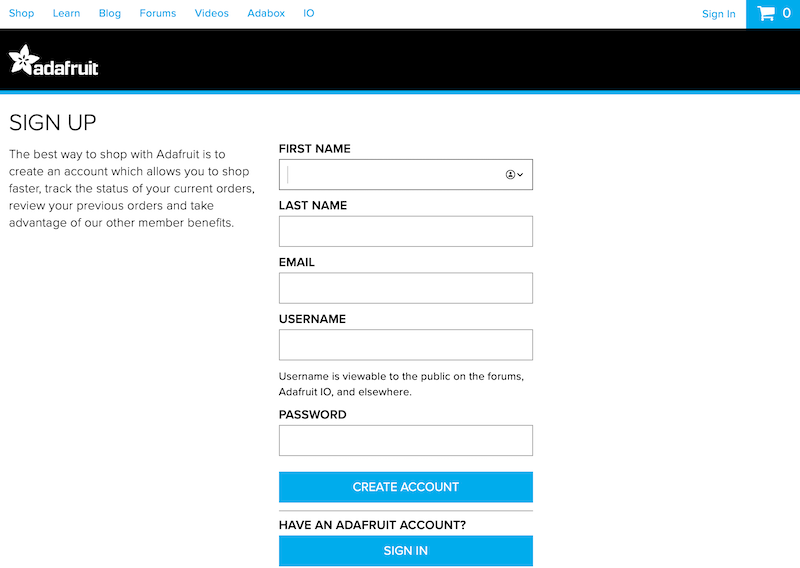 Shop Learn Blog Forums Videos Adabox IO Sign In 0
adafruit
SIGN UP
The best way to shop with Adafruit is to
create an account which allows you to shop
faster, track the status of your current orders,
review your previous orders and take
advantage of our other member benefits.
FIRST NAME
LAST NAME
EMAIL
USERNAME
Username is viewable to the public on the forums,
Adafruit IO, and elsewhere.
PASSWORD
CREATE ACCOUNT
HAVE AN ADAFRUIT ACCOUNT?
SIGN IN